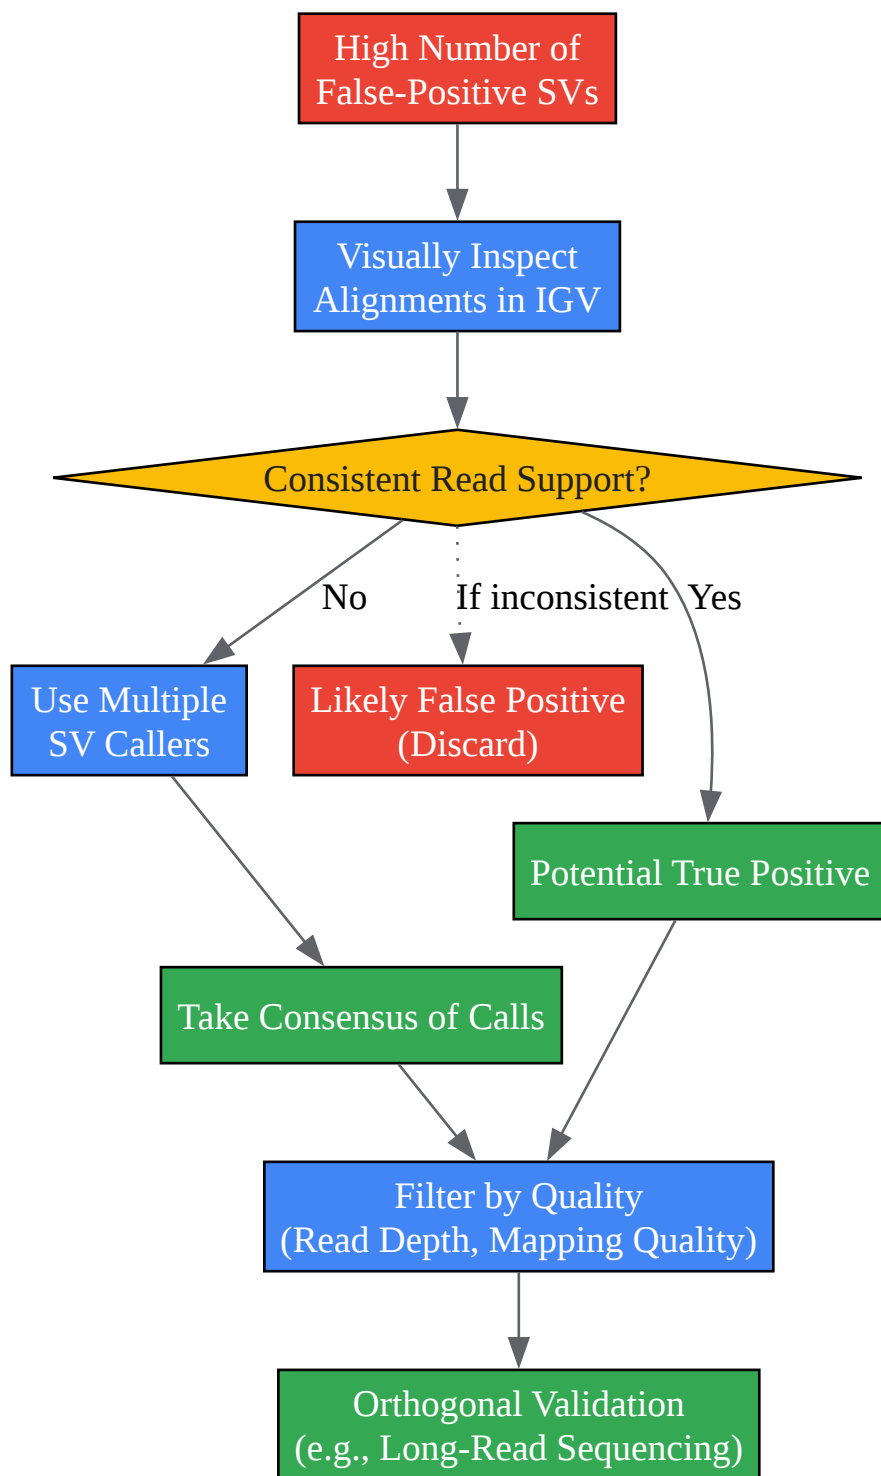 High Number of
False-Positive SVs
Visually Inspect
Alignments in IGV
Consistent Read Support?
No
If inconsistent
Yes
Use Multiple
SV Callers
Likely False Positive
(Discard)
Potential True Positive
Take Consensus of Calls
Filter by Quality
(Read Depth, Mapping Quality)
Orthogonal Validation
(e.g., Long-Read Sequencing)